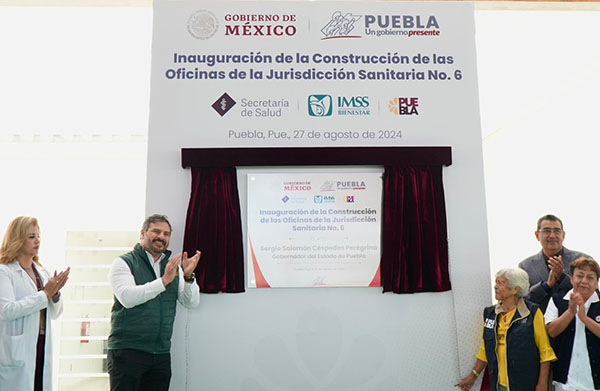 GOBIERNO DE
MÉXICO
PUEBLA
Un gobierno presente
Inauguración de la Construcción de las
Oficinas de la Jurisdicción Sanitaria No. 6
Secretaría
de Salud
IMSS
BIENESTAR
PUE
BLA
Puebla, Pue., 27 de agosto de 2024
GOBIERNO DE
MÉXICO
PUEBLA
Inauguración de la Construcción de
las Oficinas de la Jurisdicción
Sanitaria No. 6
Sergio Salomón Céspedes Peregrina
Gobernador del Estado de Puebla